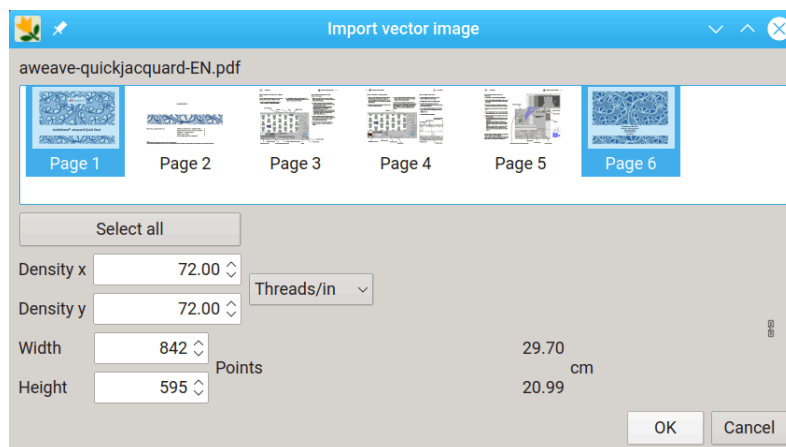 Import vector image
aweave-quickjacquard-EN.pdf
Page 1 Page 2 Page 3 Page 4 Page 5 Page 6
Select all
Density x 72.00
Threads/in
Density y 72.00
Width 842 29.70
Points cm
Height 595 20.99
OK Cancel